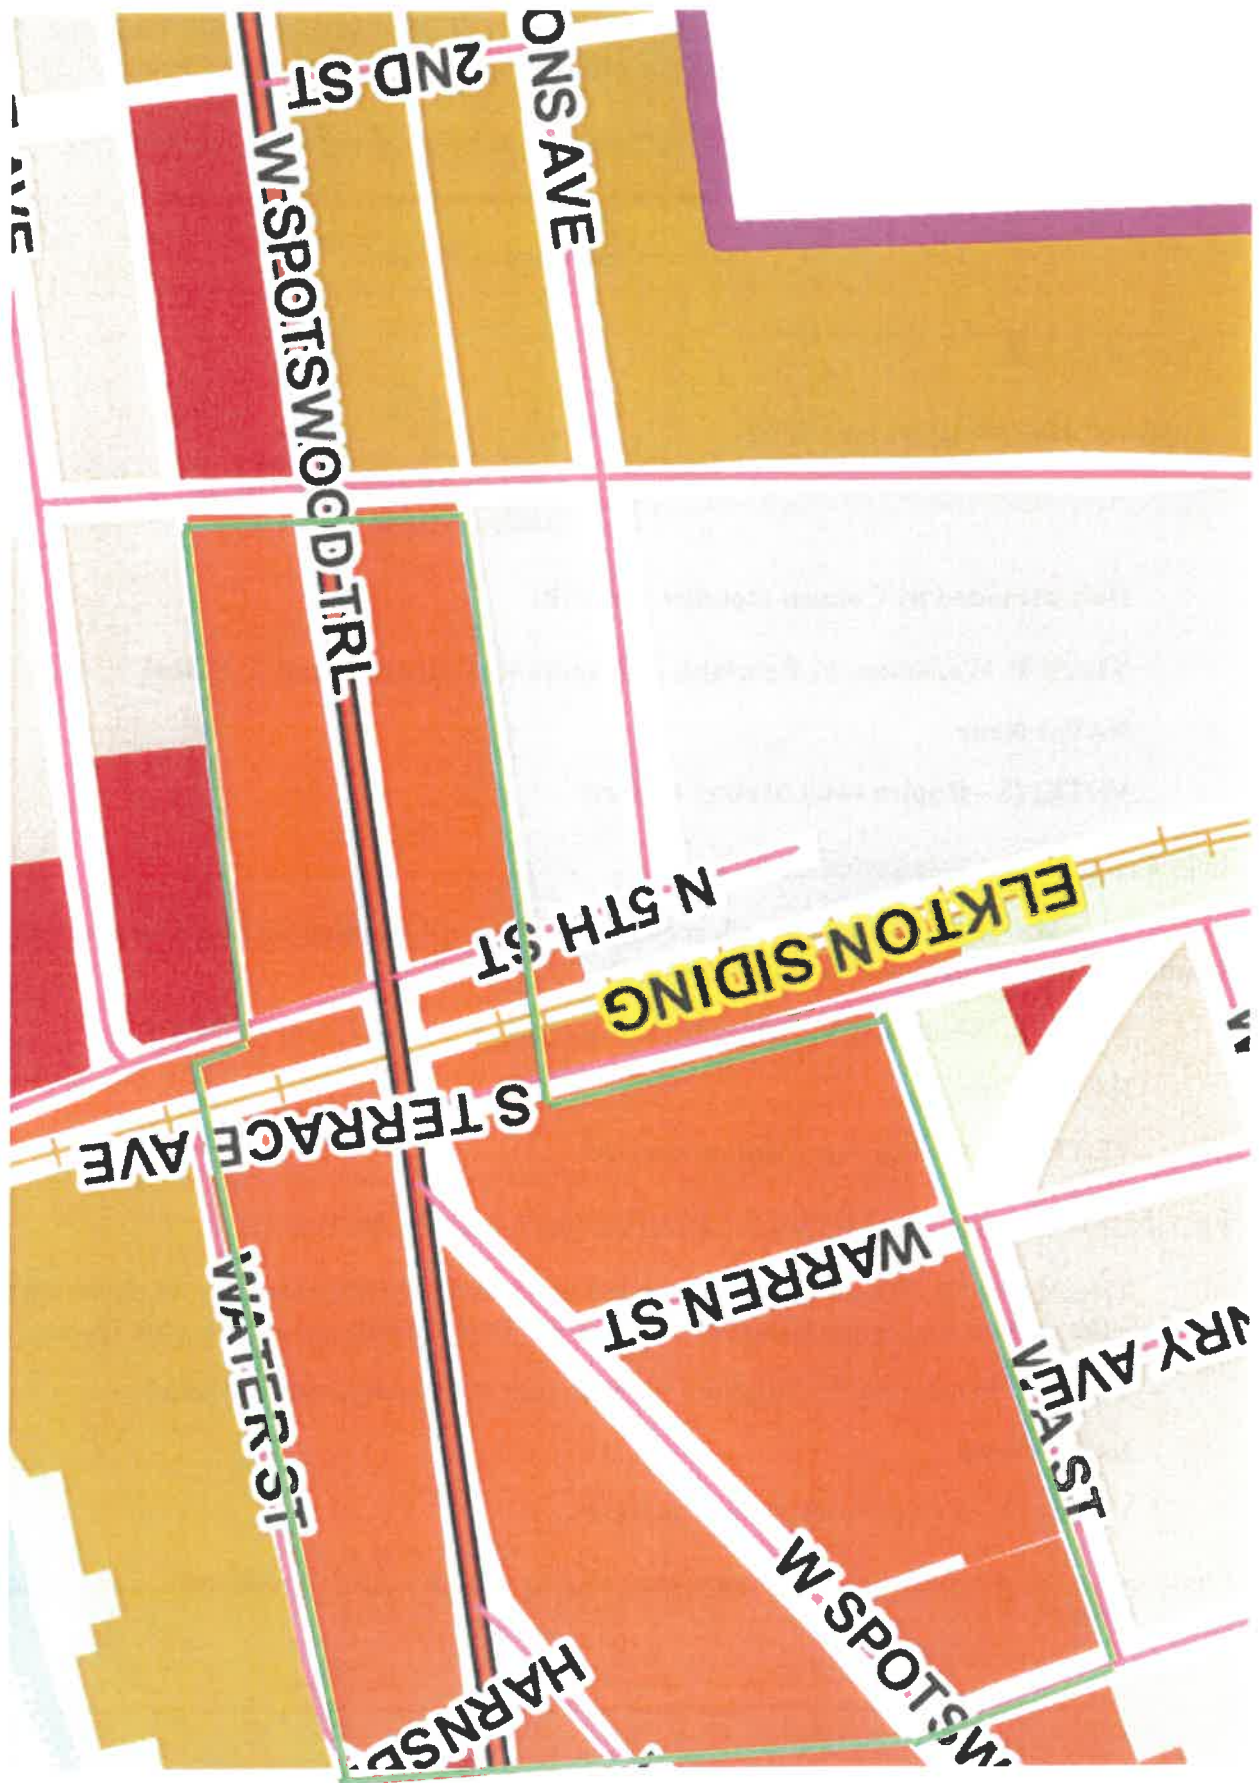 2ND ST
ONS AVE
AVE
W-SPOTSWOOD-TRL
N 5TH ST
ELKTON SIDING
S TERRACE AVE
WATER ST
WARREN ST
RY AVE
A ST
W SPOTSW
HARNSB